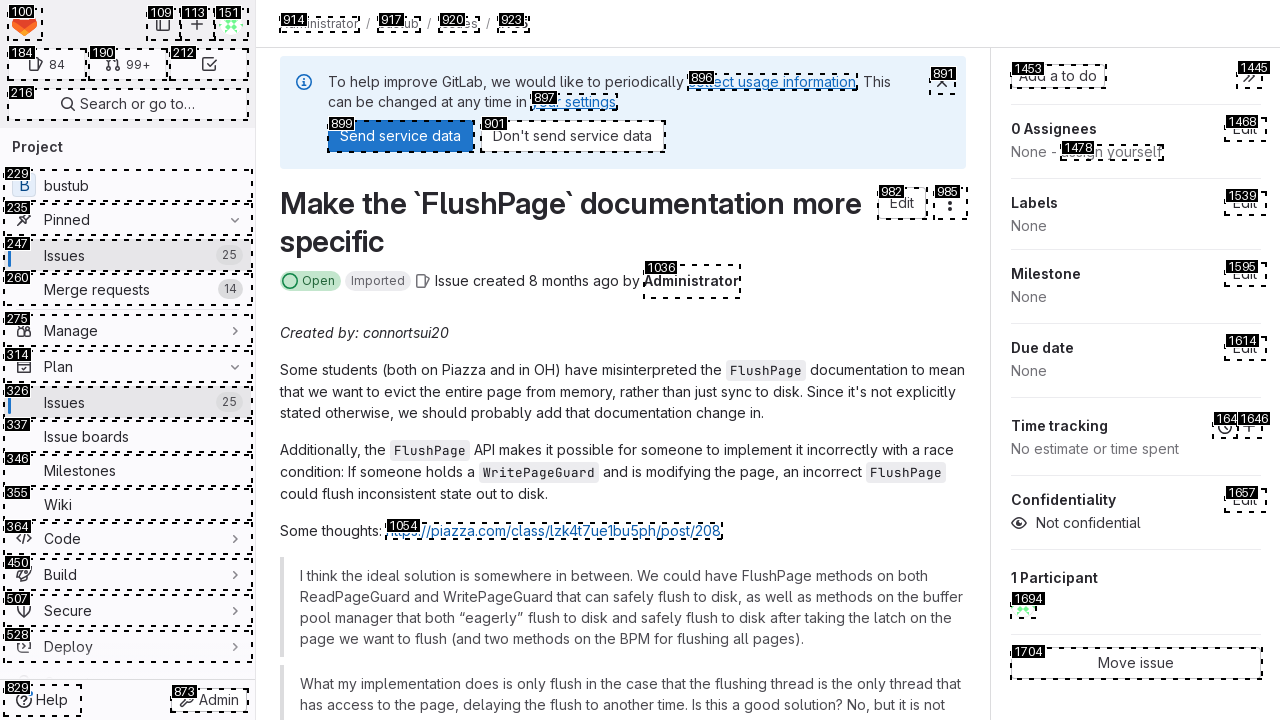 100
109
113
151
184
84
190
99+
212
216
Search or go to…
Project
229
B
bustub
235
Pinned
247
Issues
25
260
Merge requests
14
275
Manage
314
Plan
326
Issues
25
337
Issue boards
346
Milestones
355
Wiki
364
Code
450
Build
507
Secure
528
Deploy
829
Help
873
Admin
914
917
/
920
/
923
/
To help improve GitLab, we would like to periodically 896 collect usage information. This
can be changed at any time in 897 your settings.
891
899
Send service data
901
Don't send service data
Make the `FlushPage` documentation more
specific
982
Edit
985
Open
Imported
Issue created 8 months ago by
1036
Administrator
Created by: connortsui20
Some students (both on Piazza and in OH) have misinterpreted the FlushPage documentation to mean
that we want to evict the entire page from memory, rather than just sync to disk. Since it's not explicitly
stated otherwise, we should probably add that documentation change in.
Additionally, the FlushPage API makes it possible for someone to implement it incorrectly with a race
condition: If someone holds a WritePageGuard and is modifying the page, an incorrect FlushPage
could flush inconsistent state out to disk.
Some thoughts: 1054 https://piazza.com/class/lzk4t7ue1bu5ph/post/208
I think the ideal solution is somewhere in between. We could have FlushPage methods on both
ReadPageGuard and WritePageGuard that can safely flush to disk, as well as methods on the buffer
pool manager that both “eagerly” flush to disk and safely flush to disk after taking the latch on the
page we want to flush (and two methods on the BPM for flushing all pages).
What my implementation does is only flush in the case that the flushing thread is the only thread that
has access to the page, delaying the flush to another time. Is this a good solution? No, but it is not
1453
Add a to do
1445
0 Assignees
1468
Edit
None - 1478 assign yourself
Labels
1539
Edit
None
Milestone
1595
Edit
None
Due date
1614
Edit
None
Time tracking
164
1646
No estimate or time spent
Confidentiality
1657
Edit
Not confidential
1 Participant
1694
1704
Move issue